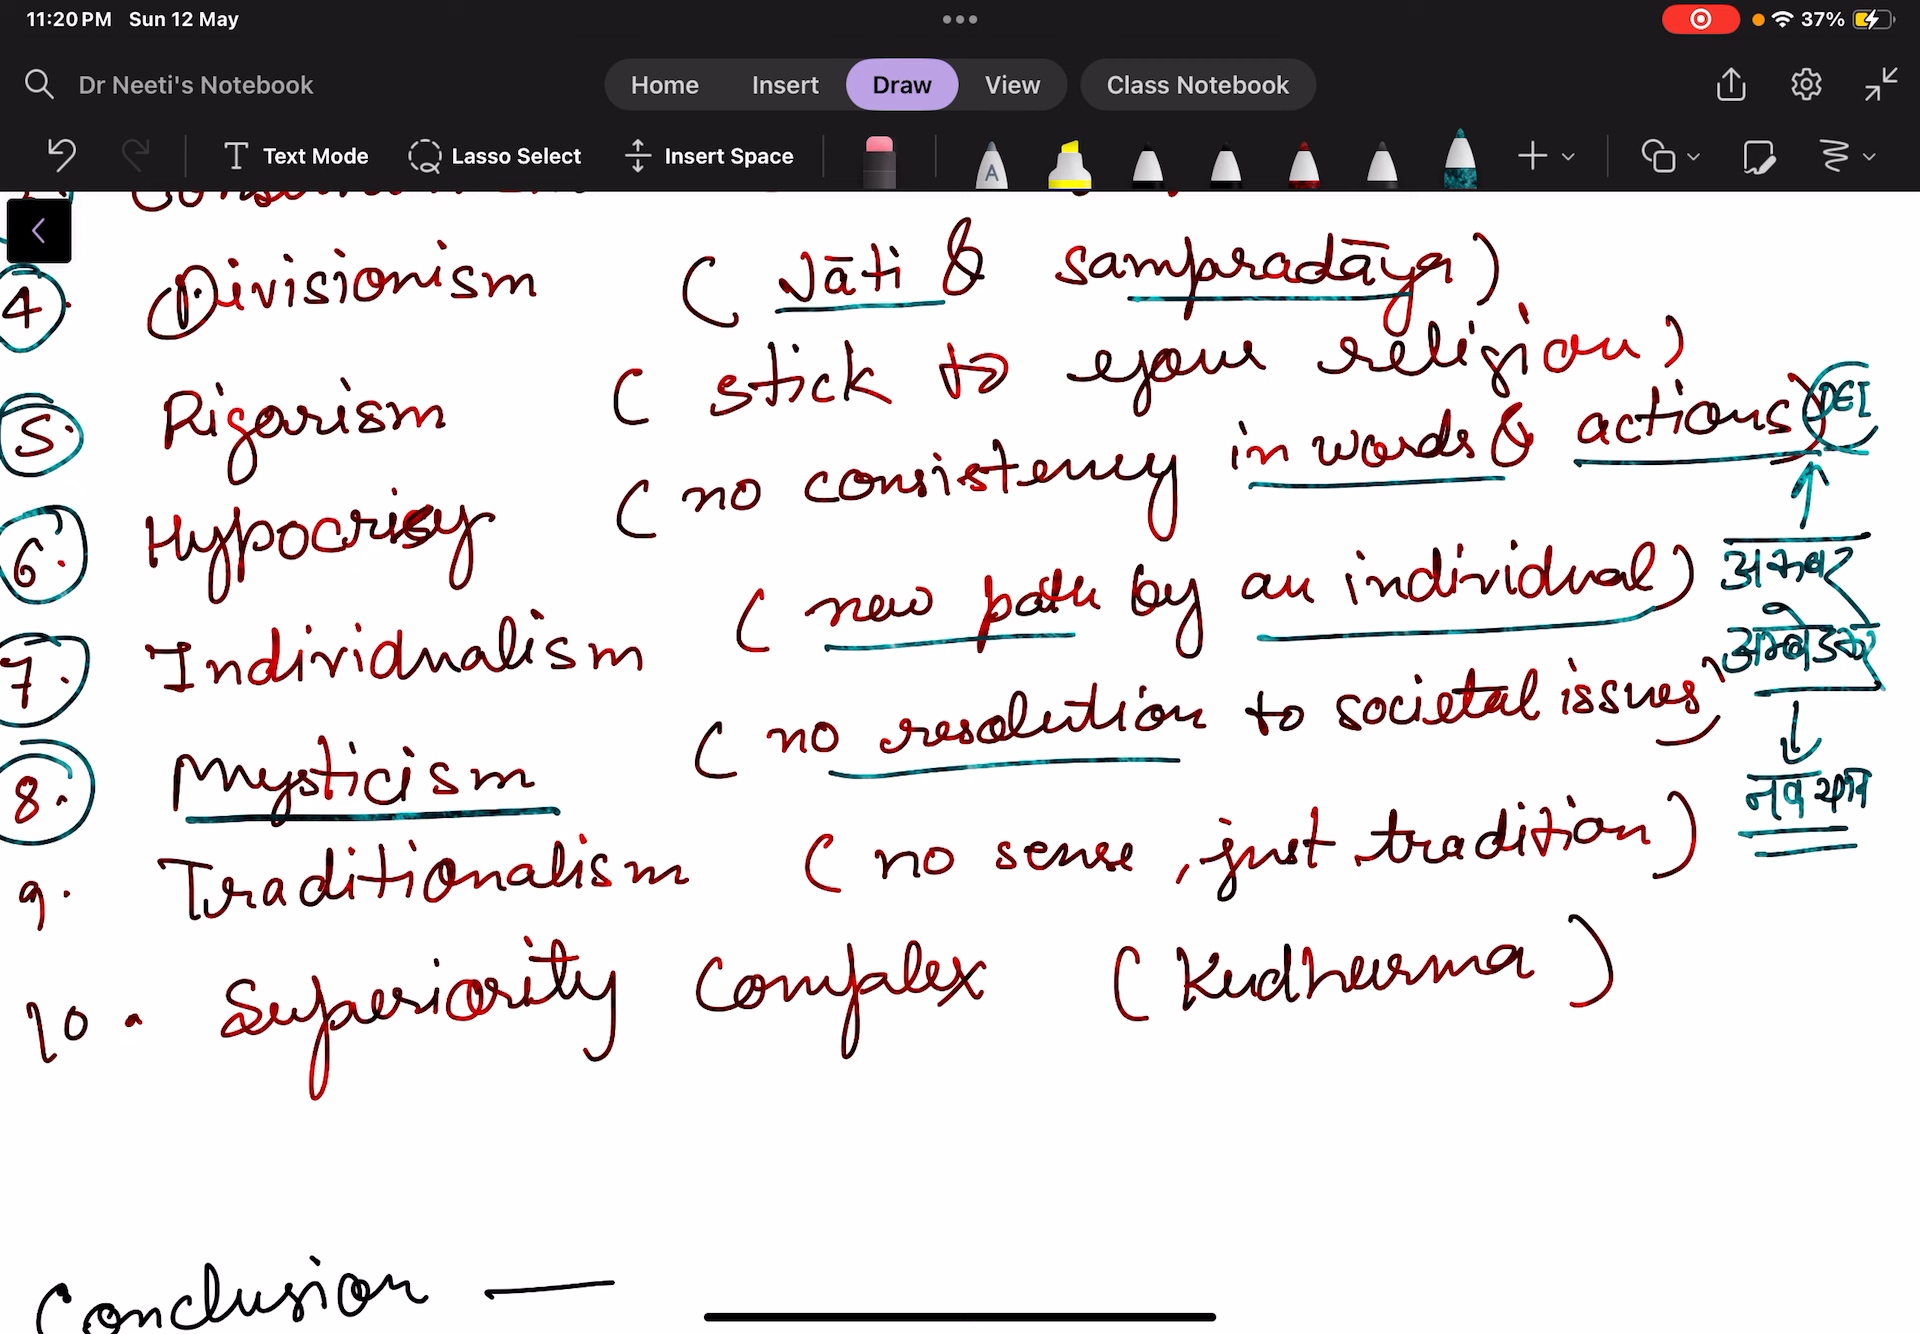 11:20 PM Sun 12 May
37%
Dr Neeti's Notebook
Home Insert Draw View Class Notebook
Text Mode Lasso Select Insert Space
A
4. Divisionism ( Jāti & sampradāya)
5. Rigorism ( stick to your religion)
6. Hypocrisy ( no consistency in words & actions) DEI
7. Individualism ( new path by an individual)
अकबर
अम्बेडकर
8. Mysticism ( no resolution to societal issues)
9. Traditionalism ( no sense, just tradition)
10. Superiority Complex ( Kudharma )
Conclusion —